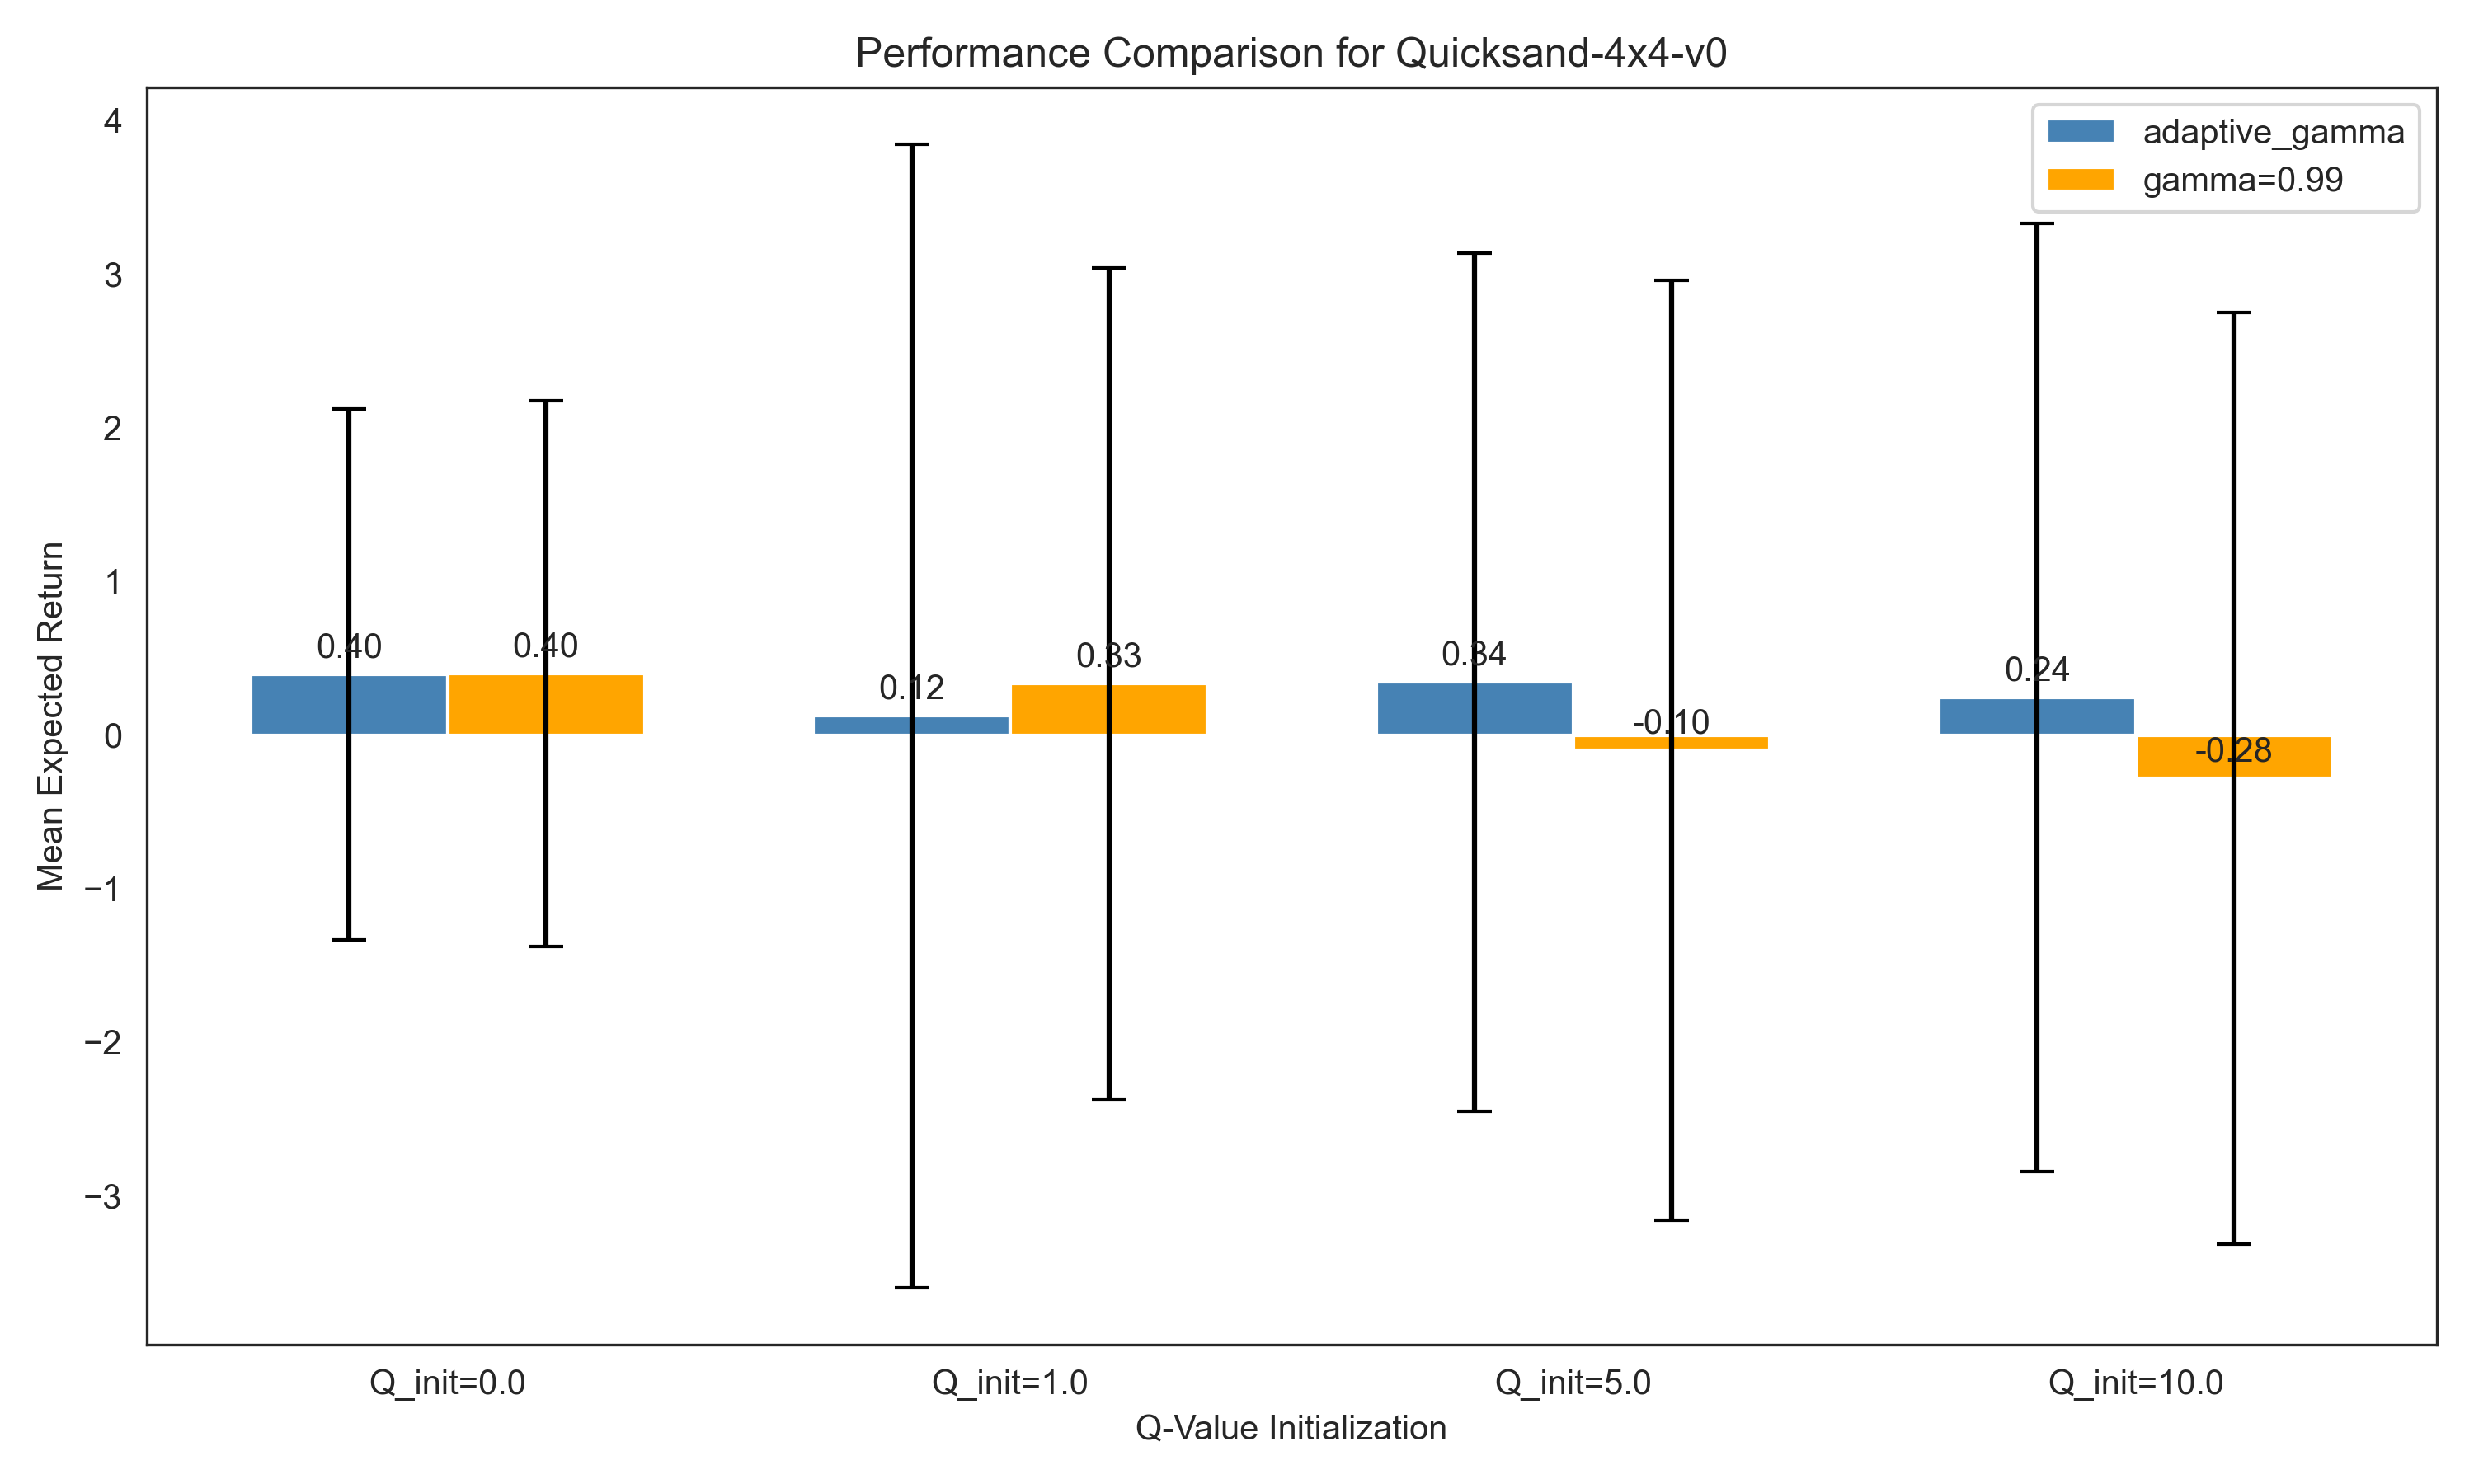 Performance Comparison for Quicksand-4x4-v0
adaptive_gamma
gamma=0.99
Mean Expected Return
4
3
2
1
0
−1
−2
−3
0.40
0.40
0.12
0.33
0.34
-0.10
0.24
-0.28
Q_init=0.0
Q_init=1.0
Q_init=5.0
Q_init=10.0
Q-Value Initialization